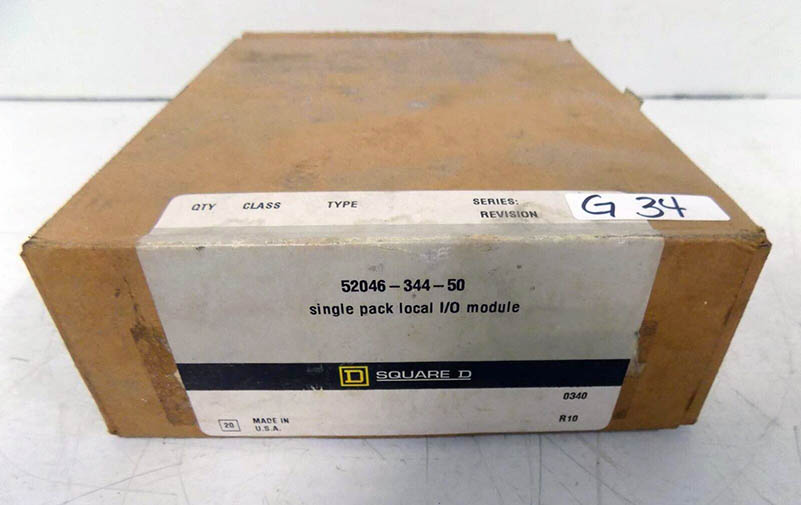 QTY CLASS TYPE SERIES:
REVISION
G 34
52046-344-50
single pack local I/O module
D SQUARE D
0340
20 MADE IN
U.S.A.
R10